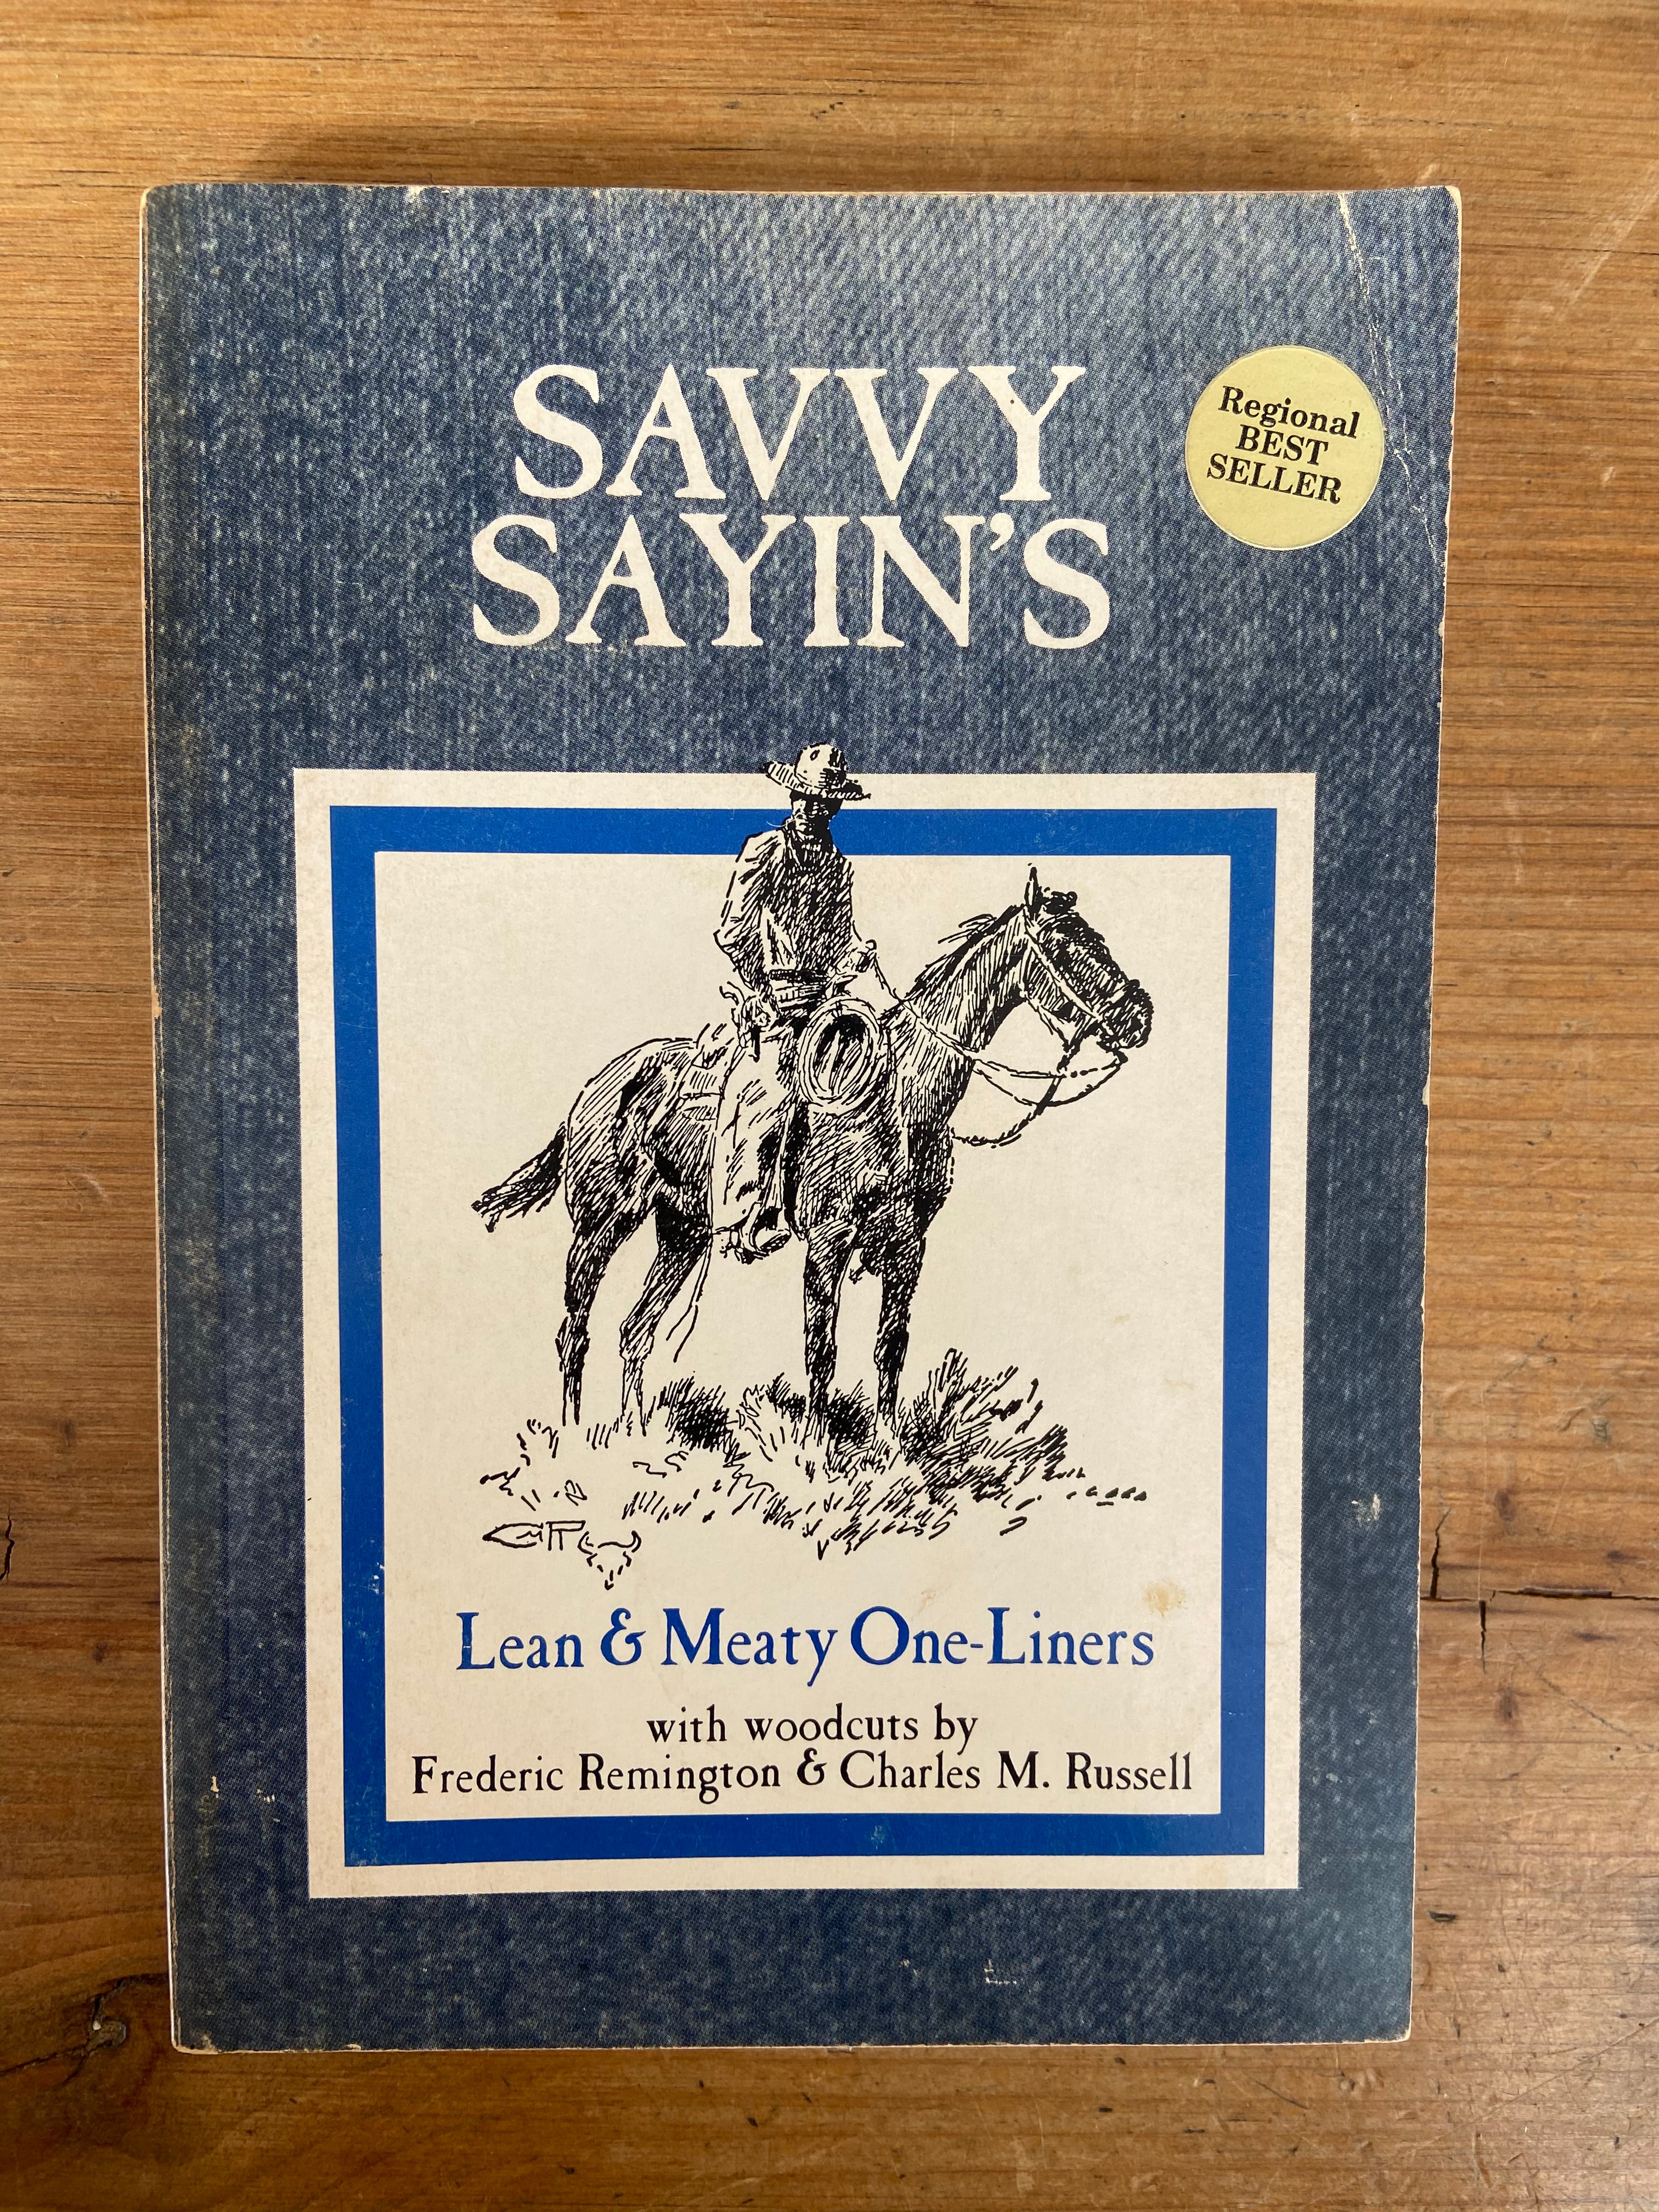 SAVVY
SAYIN'S
Regional
BEST
SELLER
Lean & Meaty One-Liners
with woodcuts by
Frederic Remington & Charles M. Russell